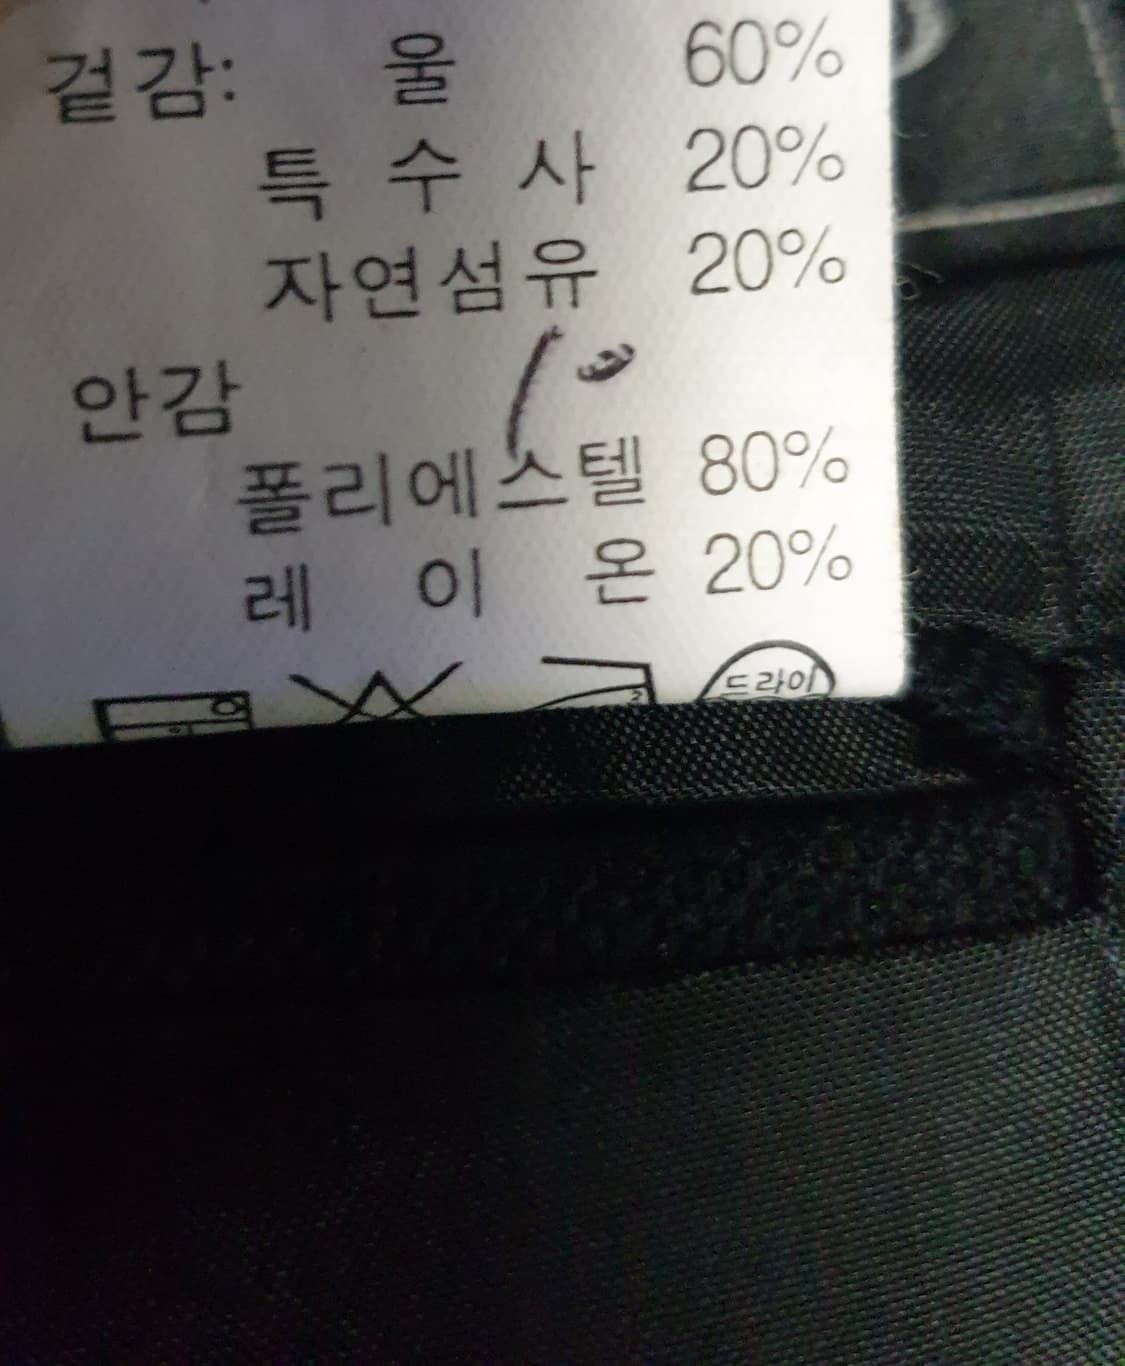 겉감: 울 60%
특수사 20%
자연섬유 20%
안감
폴리에스텔 80%
레이온 20%
드라이